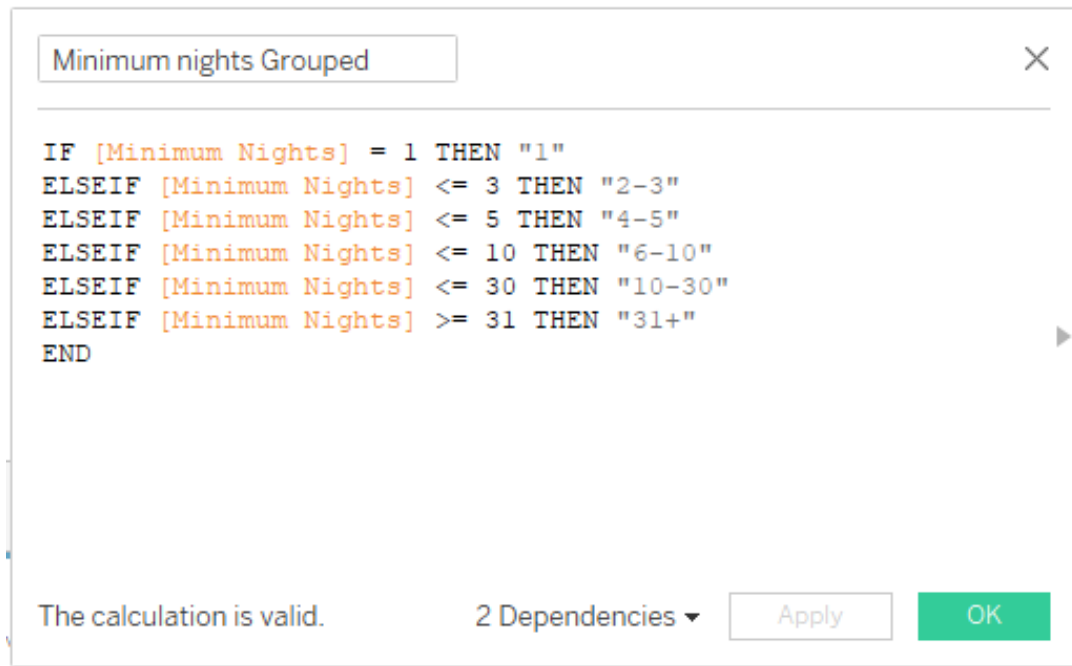 Minimum nights Grouped
IF [Minimum Nights] = 1 THEN "1"
ELSEIF [Minimum Nights] <= 3 THEN "2-3"
ELSEIF [Minimum Nights] <= 5 THEN "4-5"
ELSEIF [Minimum Nights] <= 10 THEN "6-10"
ELSEIF [Minimum Nights] <= 30 THEN "10-30"
ELSEIF [Minimum Nights] >= 31 THEN "31+"
END
The calculation is valid. 2 Dependencies Apply OK